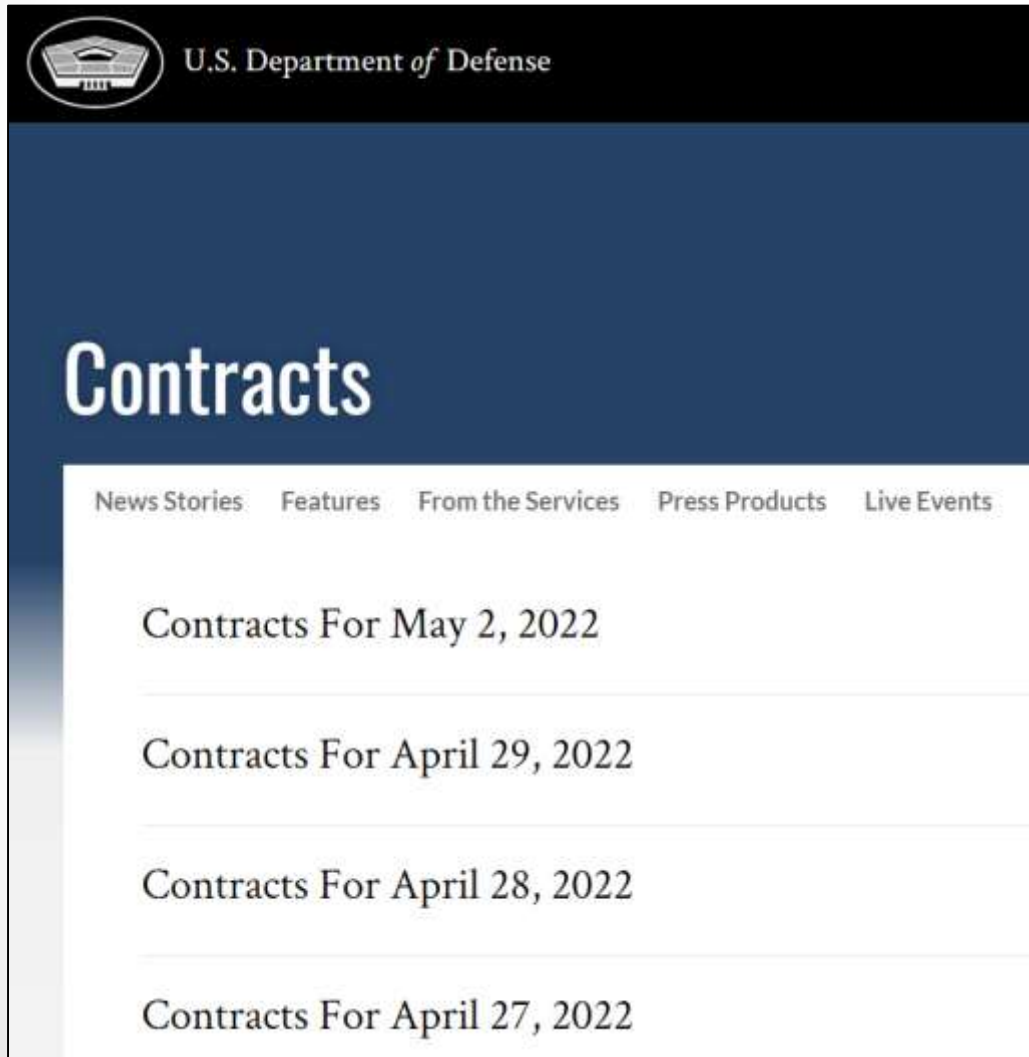 U.S. Department of Defense
Contracts
News Stories Features From the Services Press Products Live Events
Contracts For May 2, 2022
Contracts For April 29, 2022
Contracts For April 28, 2022
Contracts For April 27, 2022